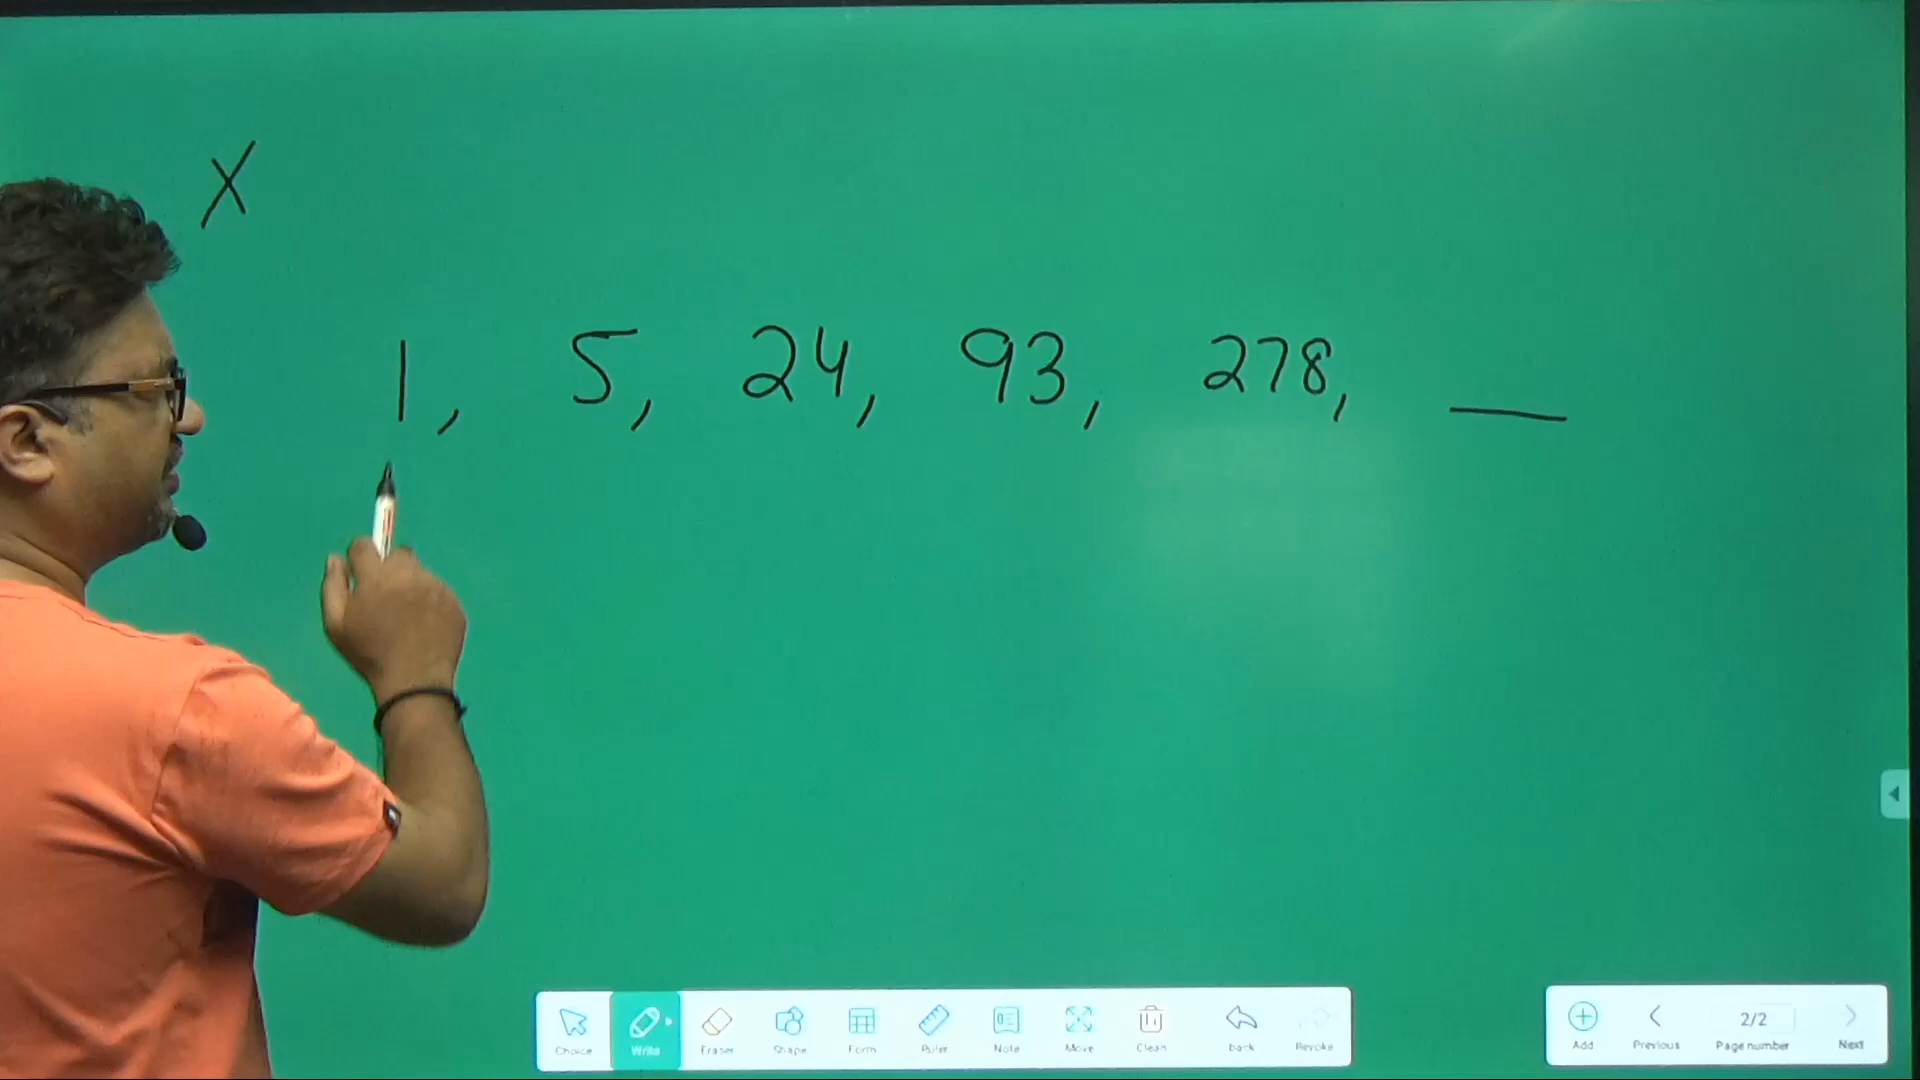 X
1, 5, 24, 93, 278, __
Choice Write Eraser Shape Form Ruler Note Move Clean back Revoke
2/2
Add Previous Page number Next